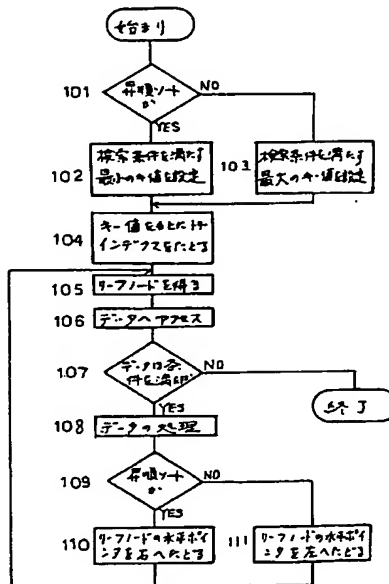 始まり
101
昇順ソート
か
NO
YES
102
検索条件を満たす
最小のキー値を設定
103
検索条件を満たす
最大のキー値を設定
104
キー値をもとにB+
インデクスをたどる
105
リーフノードを得る
106
データへアクセス
107
データは条
件を満たすか
NO
終了
YES
108
データの処理
109
昇順ソート
か
NO
YES
110
リーフノードの水平ポイ
ンタを右へたどる
111
リーフノードの水平ポイ
ンタを左へたどる